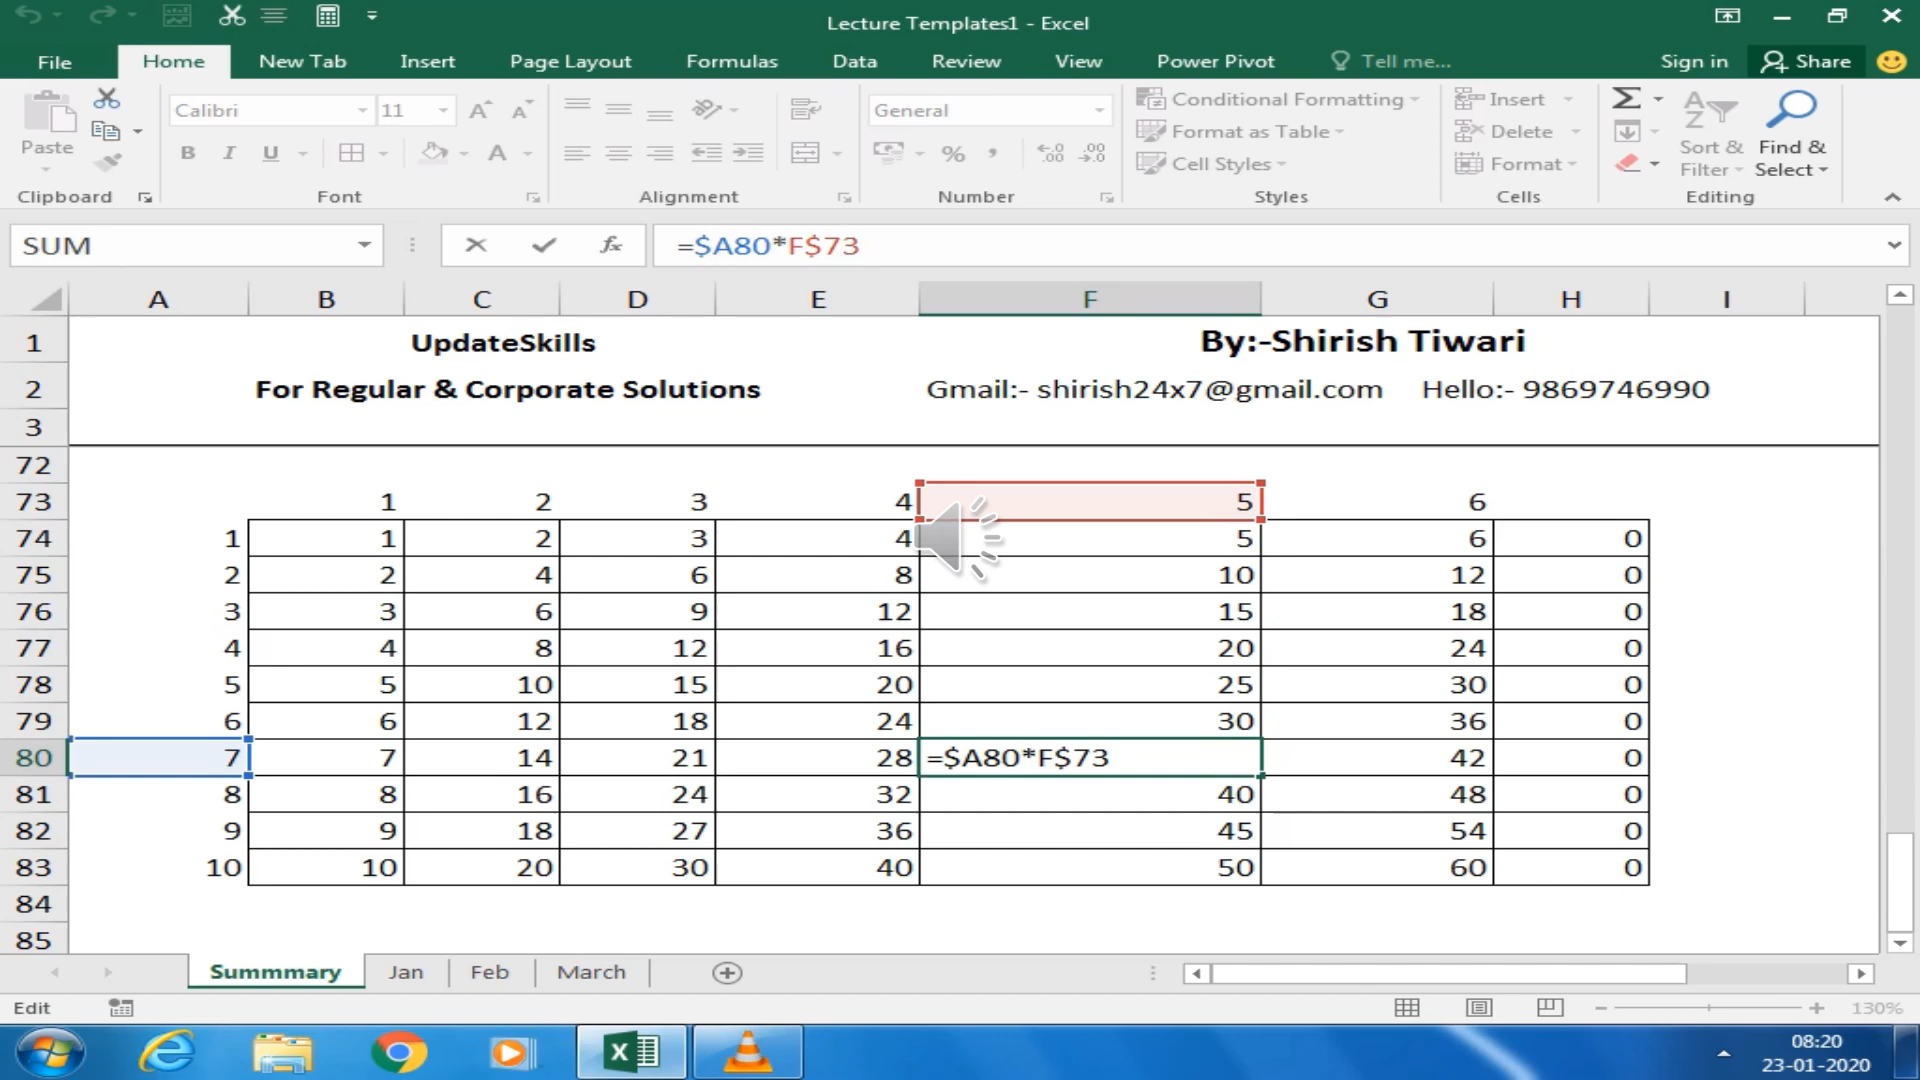 Lecture Templates1 - Excel
File Home New Tab Insert Page Layout Formulas Data Review View Power Pivot Tell me... Sign in Share
Paste
Clipboard
Calibri 11
B I U A
Font
Alignment
General
% ,
Number
Conditional Formatting
Format as Table
Cell Styles
Styles
Insert
Delete
Format
Cells
Sort & Filter
Find & Select
Editing
SUM fx =$A80*F$73
A B C D E F G H I
1 UpdateSkills By:-Shirish Tiwari
2 For Regular & Corporate Solutions Gmail:- shirish24x7@gmail.com Hello:- 9869746990
3
72
73 1 2 3 4 5 6
74 1 1 2 3 4 5 6 0
75 2 2 4 6 8 10 12 0
76 3 3 6 9 12 15 18 0
77 4 4 8 12 16 20 24 0
78 5 5 10 15 20 25 30 0
79 6 6 12 18 24 30 36 0
80 7 7 14 21 28 =$A80*F$73 42 0
81 8 8 16 24 32 40 48 0
82 9 9 18 27 36 45 54 0
83 10 10 20 30 40 50 60 0
84
85
Summmary Jan Feb March
Edit 130%
08:20
23-01-2020